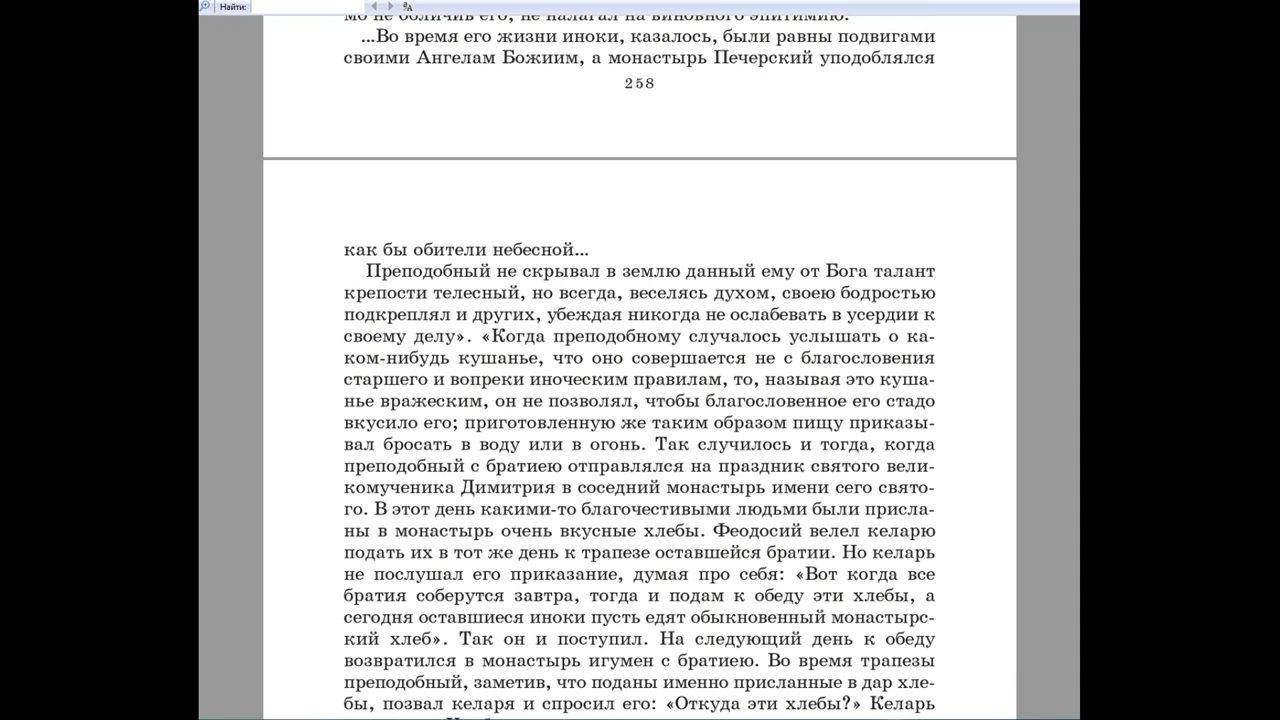 Найти:
мо не обличив его, не налагал на виновного эпитимию.
...Во время его жизни иноки, казалось, были равны подвигами
своими Ангелам Божиим, а монастырь Печерский уподоблялся
258
как бы обители небесной...
Преподобный не скрывал в землю данный ему от Бога талант
крепости телесный, но всегда, веселясь духом, своею бодростью
подкреплял и других, убеждая никогда не ослабевать в усердии к
своему делу». «Когда преподобному случалось услышать о ка-
ком-нибудь кушанье, что оно совершается не с благословения
старшего и вопреки иноческим правилам, то, называя это куша-
нье вражеским, он не позволял, чтобы благословенное его стадо
вкусило его; приготовленную же таким образом пищу приказы-
вал бросать в воду или в огонь. Так случилось и тогда, когда
преподобный с братиею отправлялся на праздник святого вели-
комученика Димитрия в соседний монастырь имени сего свято-
го. В этот день какими-то благочестивыми людьми были присла-
ны в монастырь очень вкусные хлебы. Феодосий велел келарю
подать их в тот же день к трапезе оставшейся братии. Но келарь
не послушал его приказание, думая про себя: «Вот когда все
братия соберутся завтра, тогда и подам к обеду эти хлебы, а
сегодня оставшиеся иноки пусть едят обыкновенный монастырс-
кий хлеб». Так он и поступил. На следующий день к обеду
возвратился в монастырь игумен с братиею. Во время трапезы
преподобный, заметив, что поданы именно присланные в дар хле-
бы, позвал келаря и спросил его: «Откуда эти хлебы?» Келарь